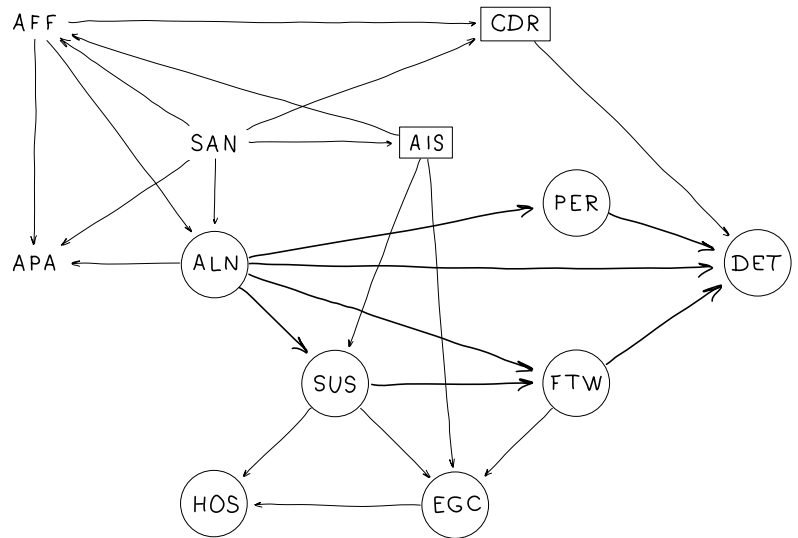 AFF
CDR
SAN
AIS
PER
APA
ALN
DET
SUS
FTW
HOS
EGC